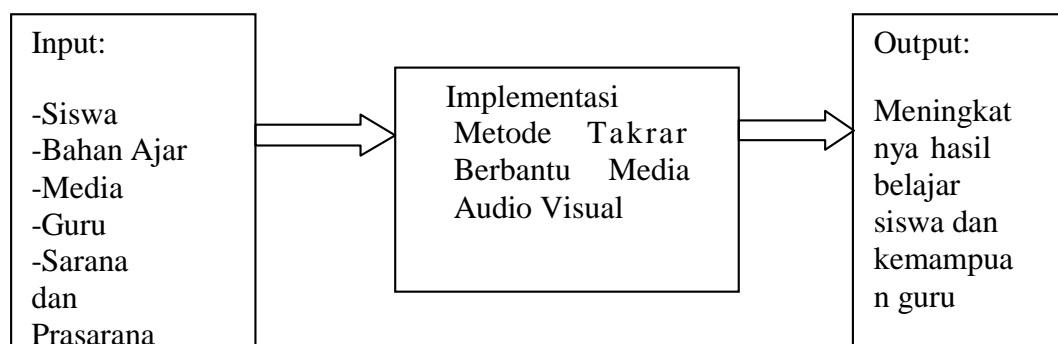 Input:
-Siswa
-Bahan Ajar
-Media
-Guru
-Sarana
dan
Prasarana
Implementasi
Metode Takrar
Berbantu Media
Audio Visual
Output:
Meningkat
nya hasil
belajar
siswa dan
kemampua
n guru